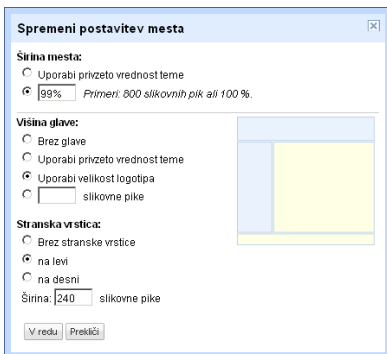 Spremeni postavitev mesta
Širina mesta:
Uporabi privzeto vrednost teme
99% Primeri: 800 slikovnih pik ali 100 %.
Višina glave:
Brez glave
Uporabi privzeto vrednost teme
Uporabi velikost logotipa
slikovne pike
Stranska vrstica:
Brez stranske vrstice
na levi
na desni
Širina: 240 slikovne pike
V redu Prekliči